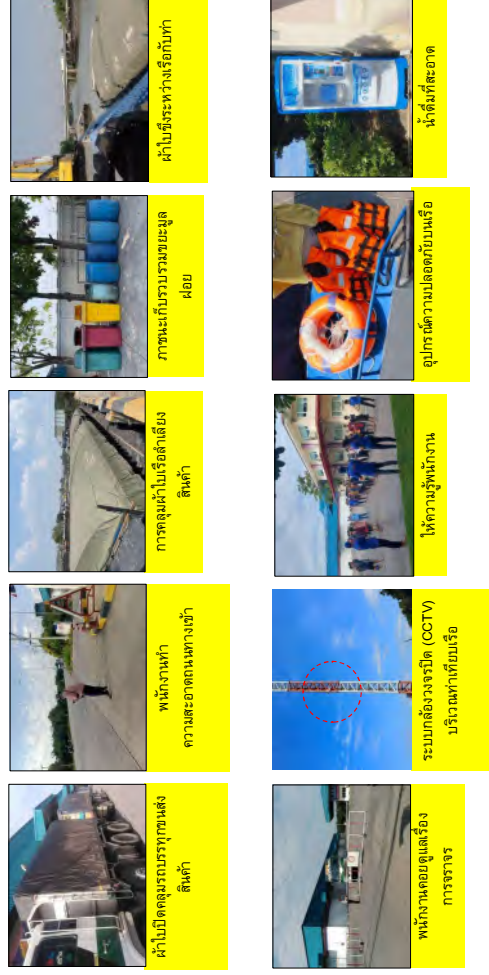 ผ้าใบปิดคลุมรถบรรทุกขนส่ง
สินค้า
พนักงานทำ
ความสะอาดถนนทางเข้า
การคลุมผ้าใบเรือลำเลียง
สินค้า
ภาชนะเก็บรวบรวมขยะมูล
ฝอย
ผ้าใบขึงระหว่างเรือกับท่า
พนักงานคอยดูแลเรื่อง
การจราจร
ระบบกล้องวงจรปิด (CCTV)
บริเวณท่าเทียบเรือ
ให้ความรู้พนักงาน
อุปกรณ์ความปลอดภัยบนเรือ
น้ำดื่มที่สะอาด